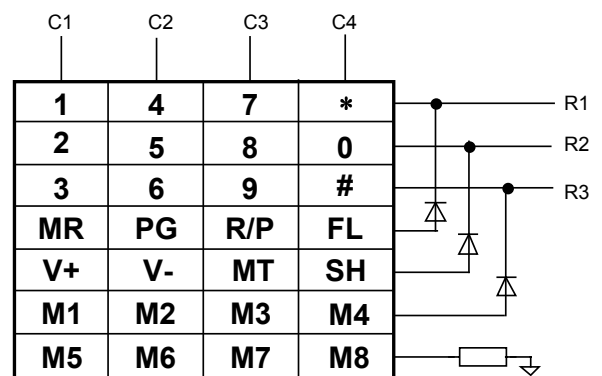 C1 C2 C3 C4
1 4 7 * R1
2 5 8 0 R2
3 6 9 # R3
MR PG R/P FL
V+ V- MT SH
M1 M2 M3 M4
M5 M6 M7 M8